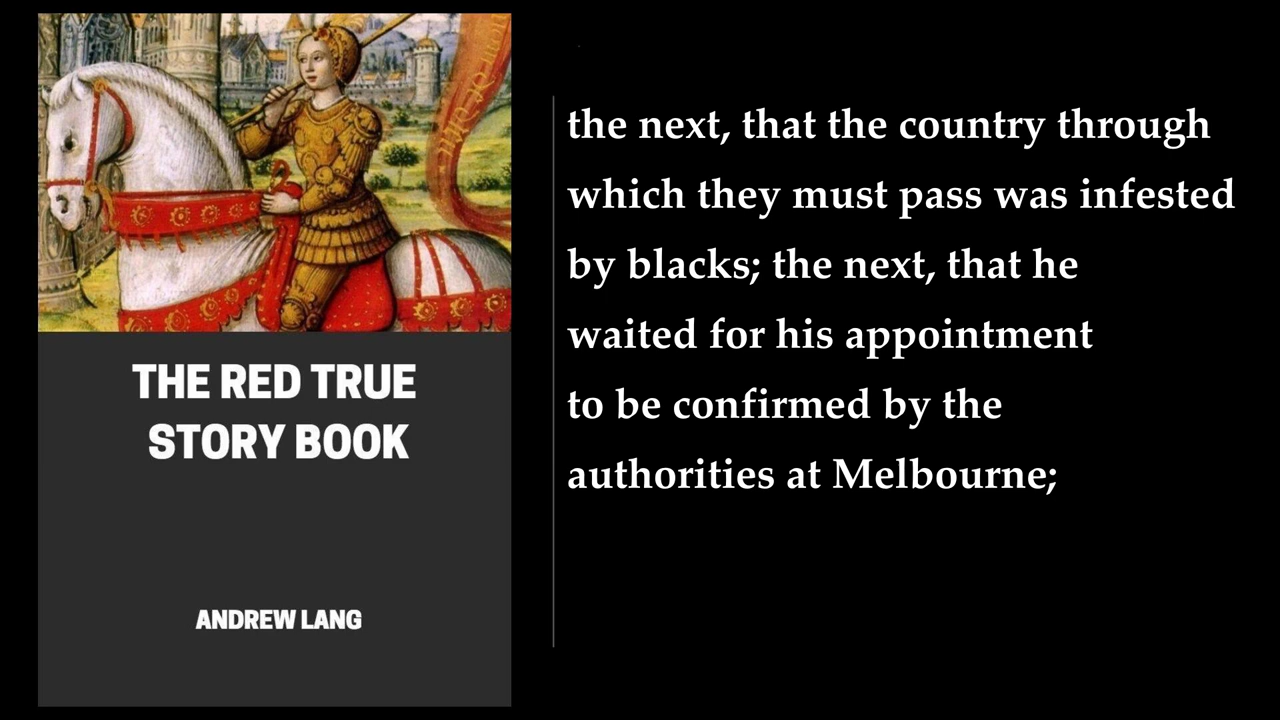 THE RED TRUE
STORY BOOK
ANDREW LANG
the next, that the country through
which they must pass was infested
by blacks; the next, that he
waited for his appointment
to be confirmed by the
authorities at Melbourne;